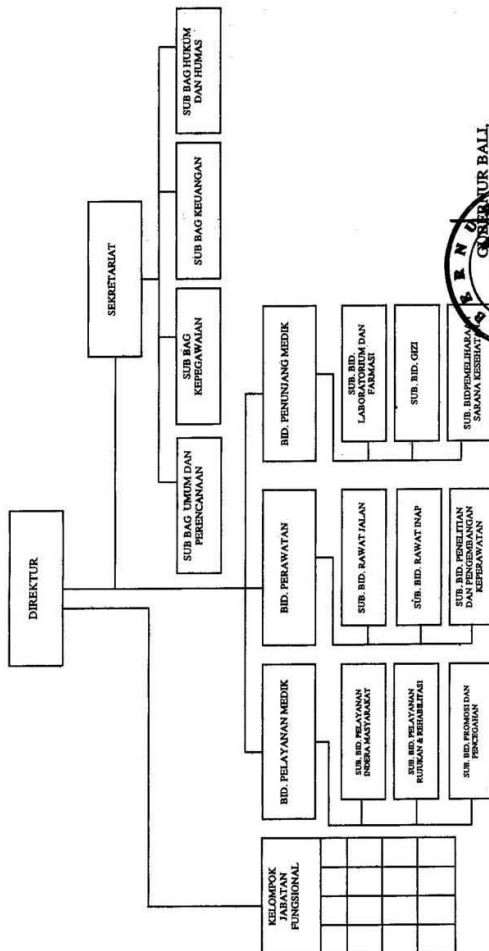 DIREKTUR
SEKRETARIAT
SUB BAG UMUM DAN
PERENCANAAN
SUB BAG
KEPEGAWAIAN
SUB BAG KEUANGAN
SUB BAG HUKUM
DAN HUMAS
KELOMPOK
JABATAN
FUNGSIONAL
BID. PELAYANAN MEDIK
SUB. BID. PELAYANAN
INDERA MASYARAKAT
SUB. BID. PELAYANAN
RUJUKAN & REHABILITASI
SUB. BID. PROMOSI DAN
PENCEGAHAN
BID. PERAWATAN
SUB. BID. RAWAT JALAN
SUB. BID. RAWAT INAP
SUB. BID. PENELITIAN
DAN PENGEMBANGAN
KEPERAWATAN
BID. PENUNJANG MEDIK
SUB. BID.
LABORATORIUM DAN
FARMASI
SUB. BID. GIZI
SUB. BIDPEMELIHARAAN
SARANA KESEHATAN
GUBERNUR BALI,